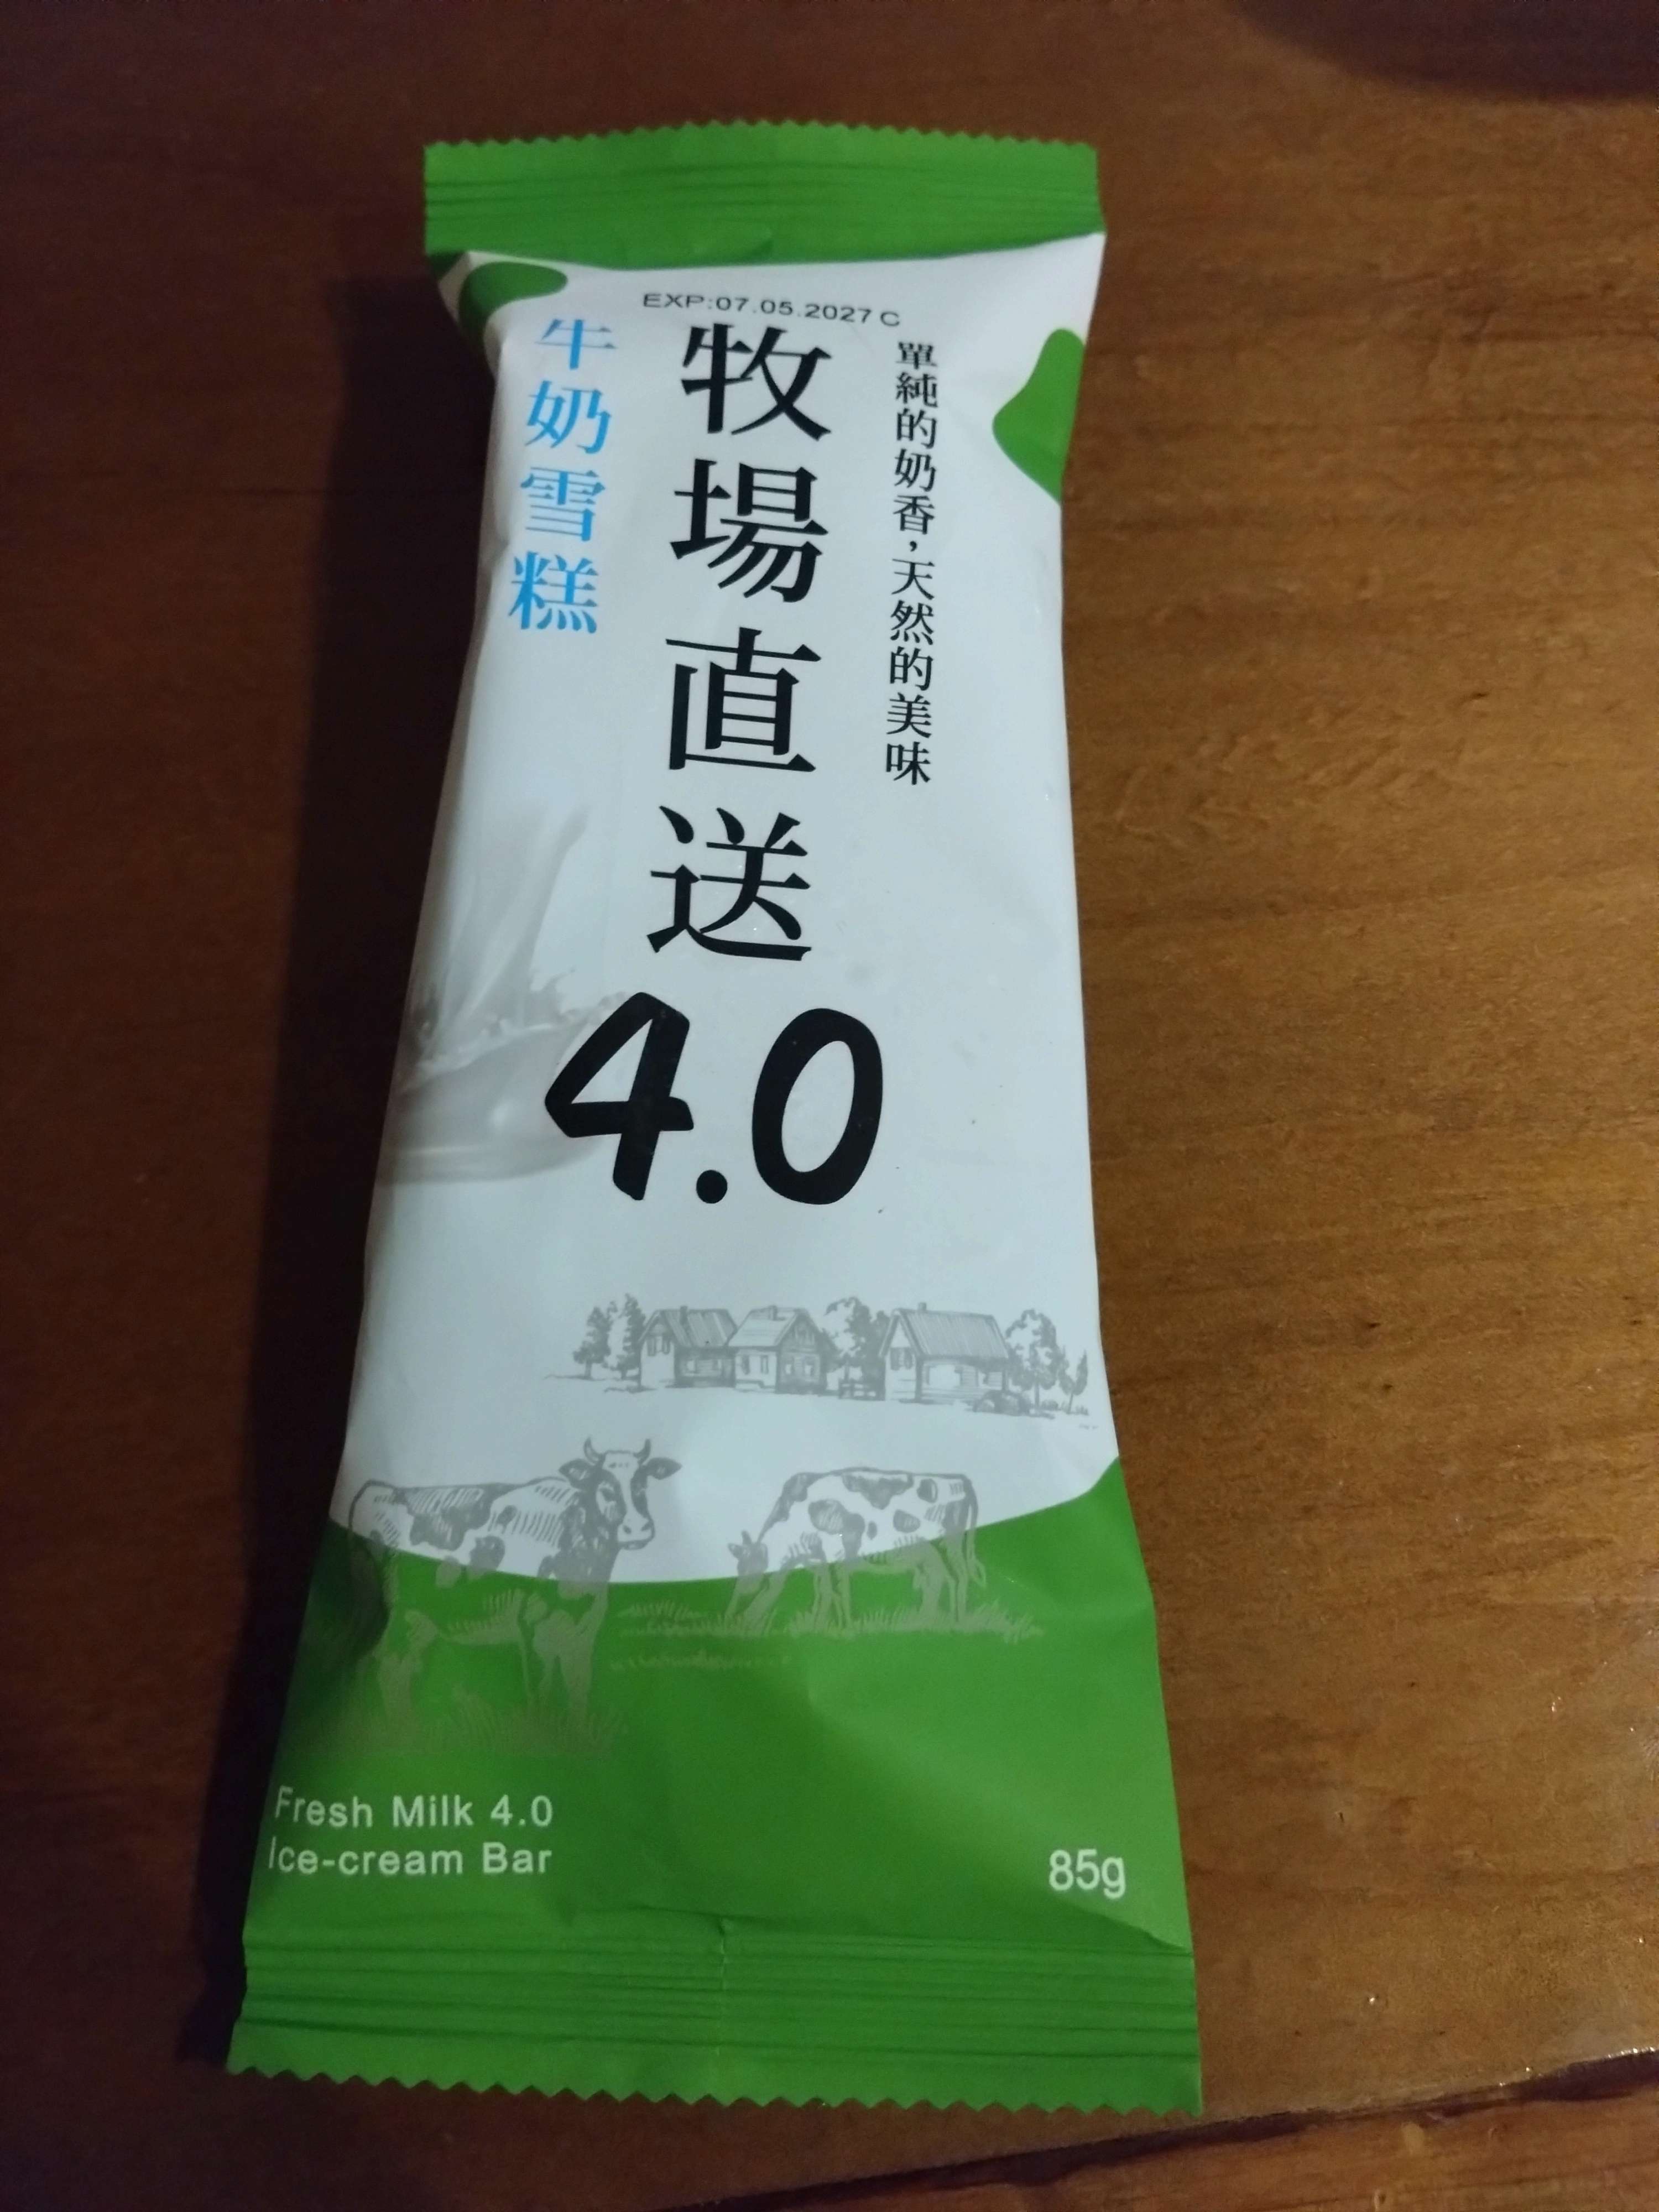 EXP:07.05.2027 C
單純的奶香，天然的美味
牧場直送
4.0
牛奶雪糕
Fresh Milk 4.0
Ice-cream Bar
85g